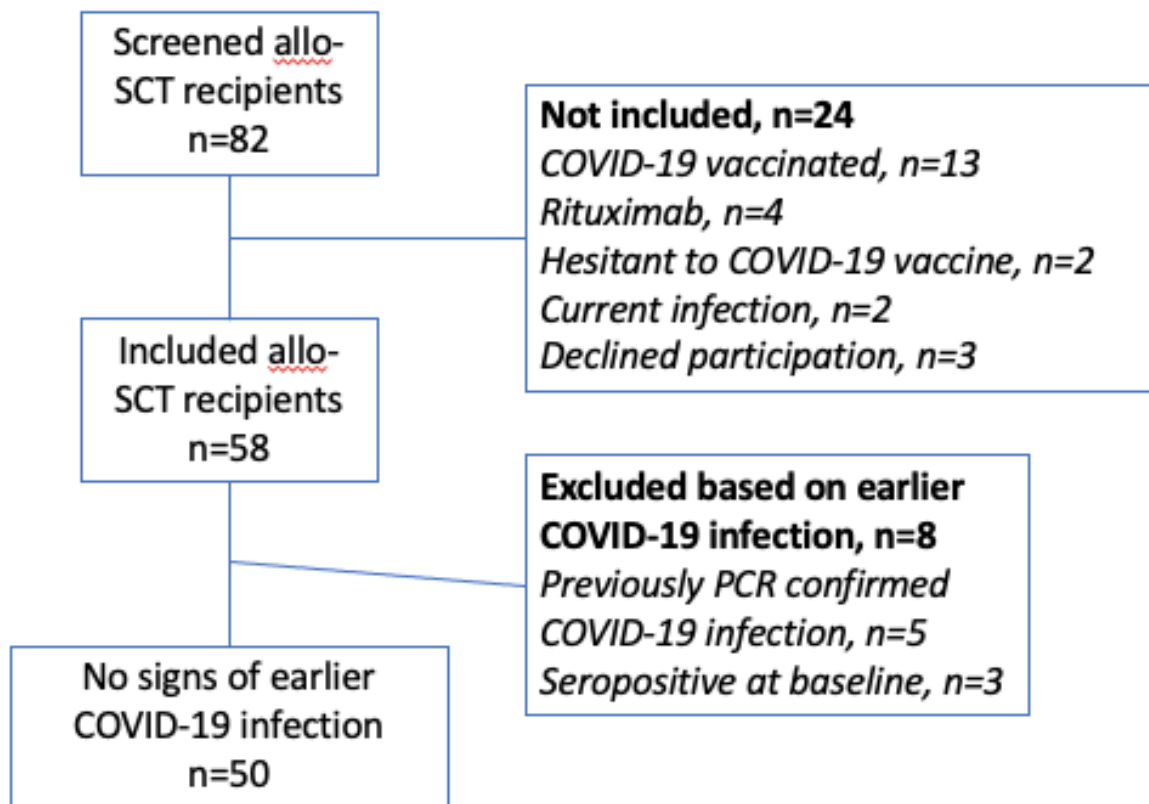 Screened allo-
SCT recipients
n=82
Not included, n=24
COVID-19 vaccinated, n=13
Rituximab, n=4
Hesitant to COVID-19 vaccine, n=2
Current infection, n=2
Declined participation, n=3
Included allo-
SCT recipients
n=58
Excluded based on earlier
COVID-19 infection, n=8
Previously PCR confirmed
COVID-19 infection, n=5
Seropositive at baseline, n=3
No signs of earlier
COVID-19 infection
n=50